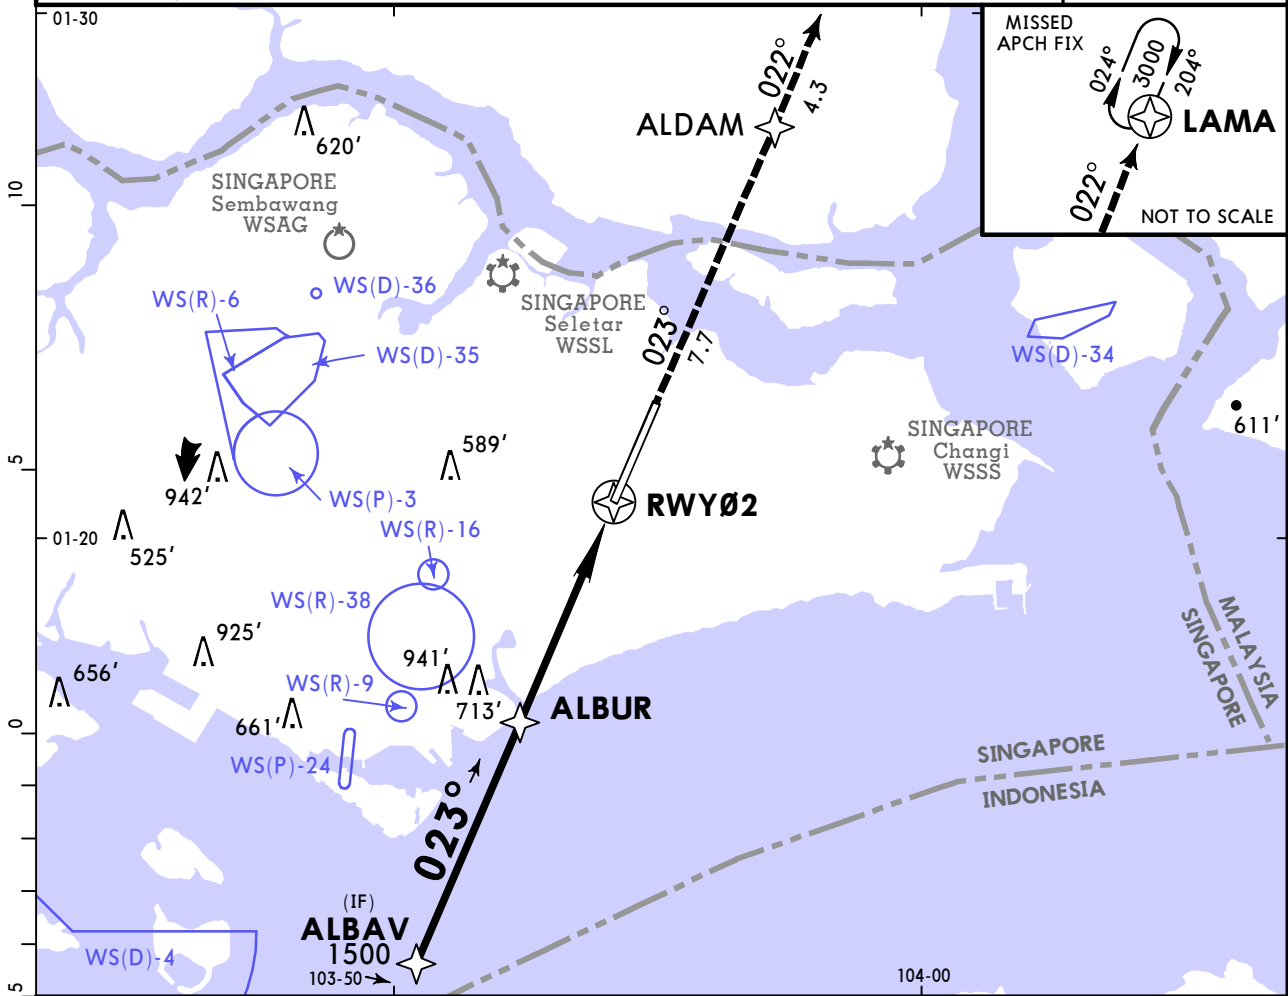 01-30
MISSED
APCH FIX
024°
3000
204°
LAMA
022°
NOT TO SCALE
022°
4.3
ALDAM
620'
SINGAPORE
Sembawang
WSAG
10
WS(D)-36
WS(R)-6
SINGAPORE
Seletar
WSSL
023°
7.7
WS(D)-35
WS(D)-34
611'
SINGAPORE
Changi
WSSS
589'
5
942'
WS(P)-3
RWYØ2
WS(R)-16
01-20
525'
WS(R)-38
925'
MALAYSIA
SINGAPORE
941'
656'
WS(R)-9
713'
ALBUR
661'
0
WS(P)-24
SINGAPORE
INDONESIA
023°
(IF)
ALBAV
1500
103-50
WS(D)-4
104-00
5